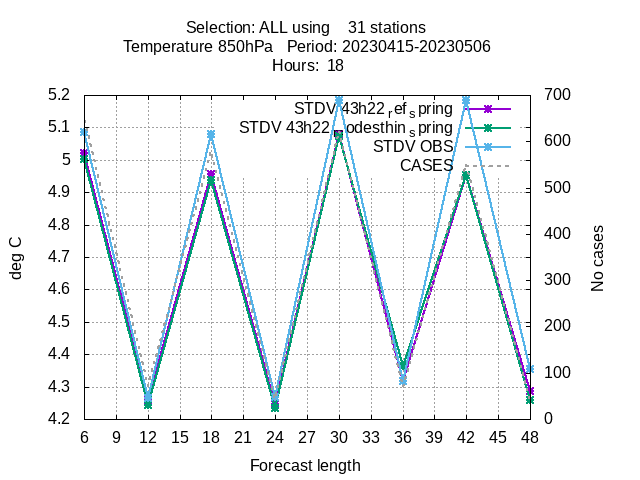 Selection: ALL using 31 stations
Temperature 850hPa Period: 20230415-20230506
Hours: 18
STDV 43h22_ref_spring
STDV 43h22_nodesthin_spring
STDV OBS
CASES
5.2
5.1
5
4.9
4.8
4.7
4.6
4.5
4.4
4.3
4.2
deg C
700
600
500
400
300
200
100
0
No cases
6 9 12 15 18 21 24 27 30 33 36 39 42 45 48
Forecast length